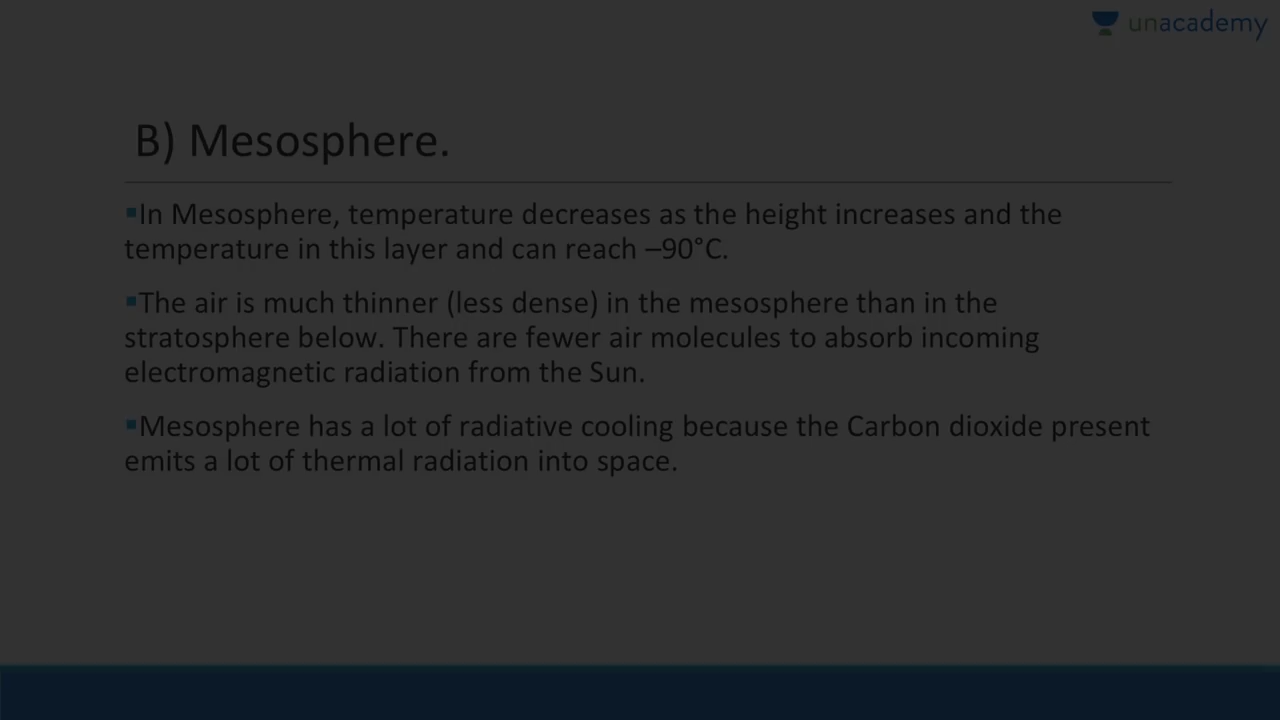 unacademy
B) Mesosphere.
▪In Mesosphere, temperature decreases as the height increases and the
temperature in this layer and can reach –90°C.
▪The air is much thinner (less dense) in the mesosphere than in the
stratosphere below. There are fewer air molecules to absorb incoming
electromagnetic radiation from the Sun.
▪Mesosphere has a lot of radiative cooling because the Carbon dioxide present
emits a lot of thermal radiation into space.